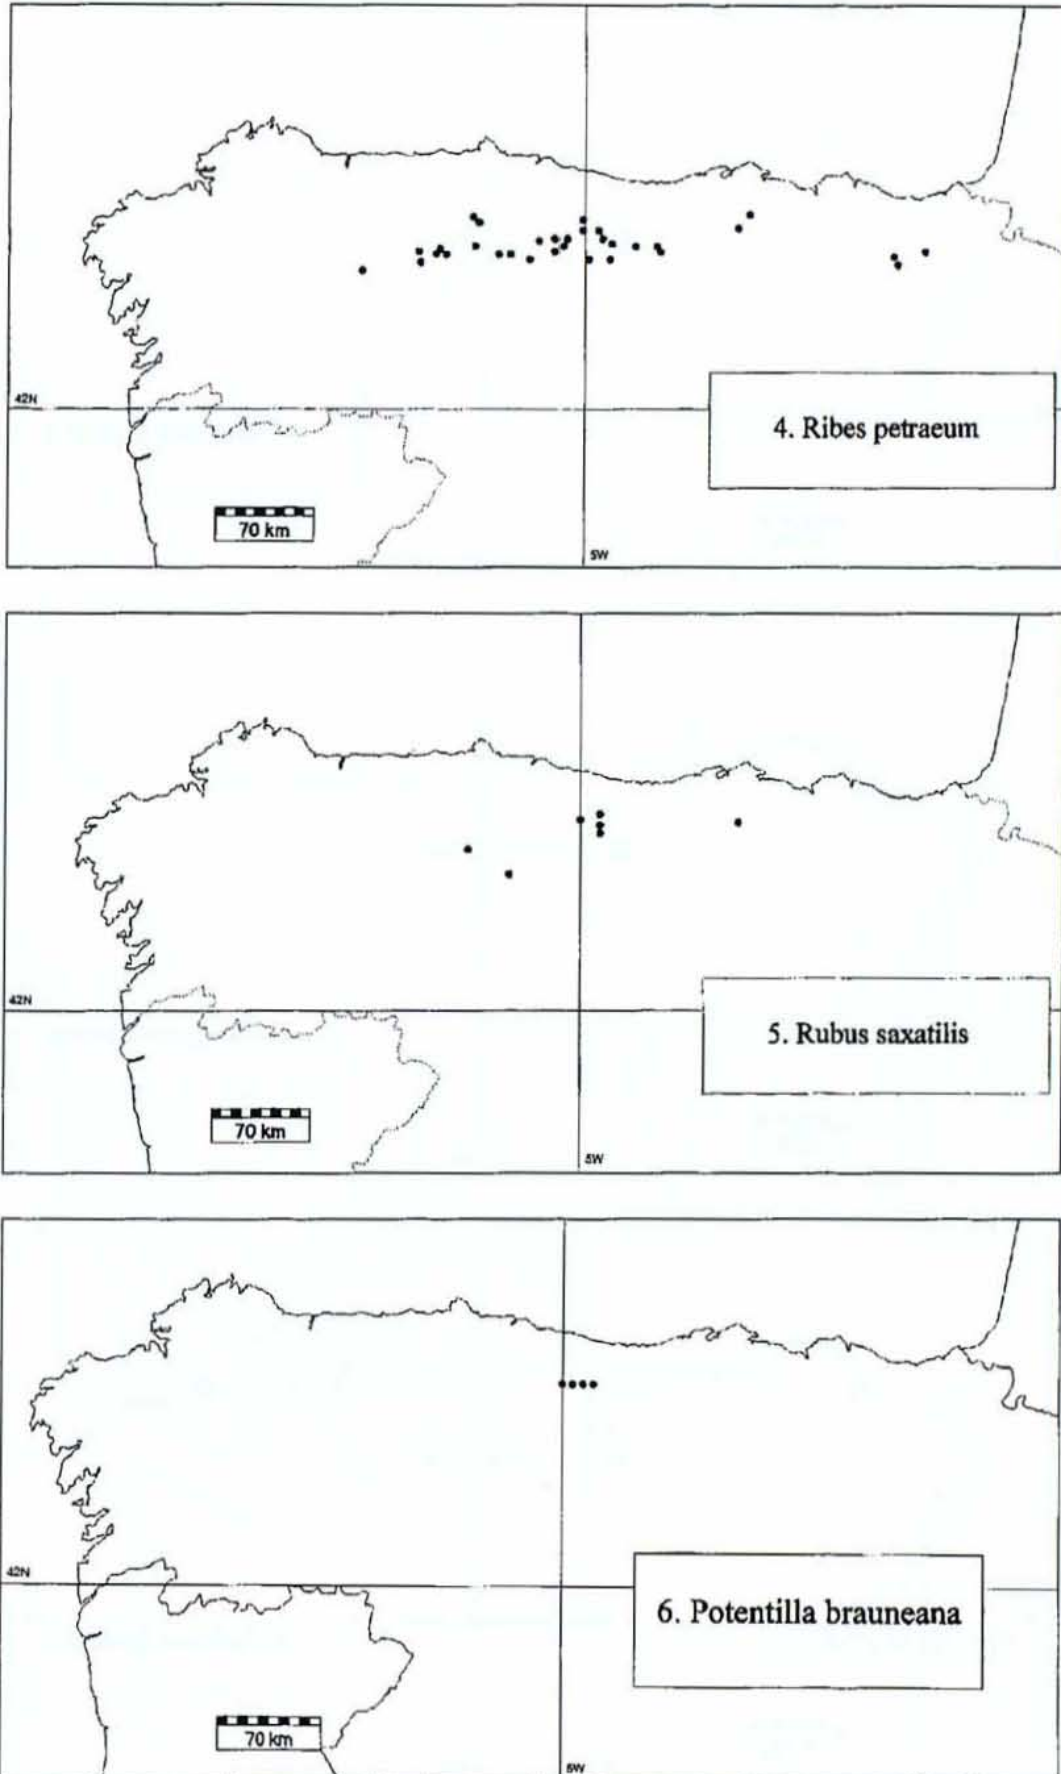 42N
4. Ribes petraeum
70 km
5W
42N
5. Rubus saxatilis
70 km
5W
42N
6. Potentilla brauneana
70 km
5W